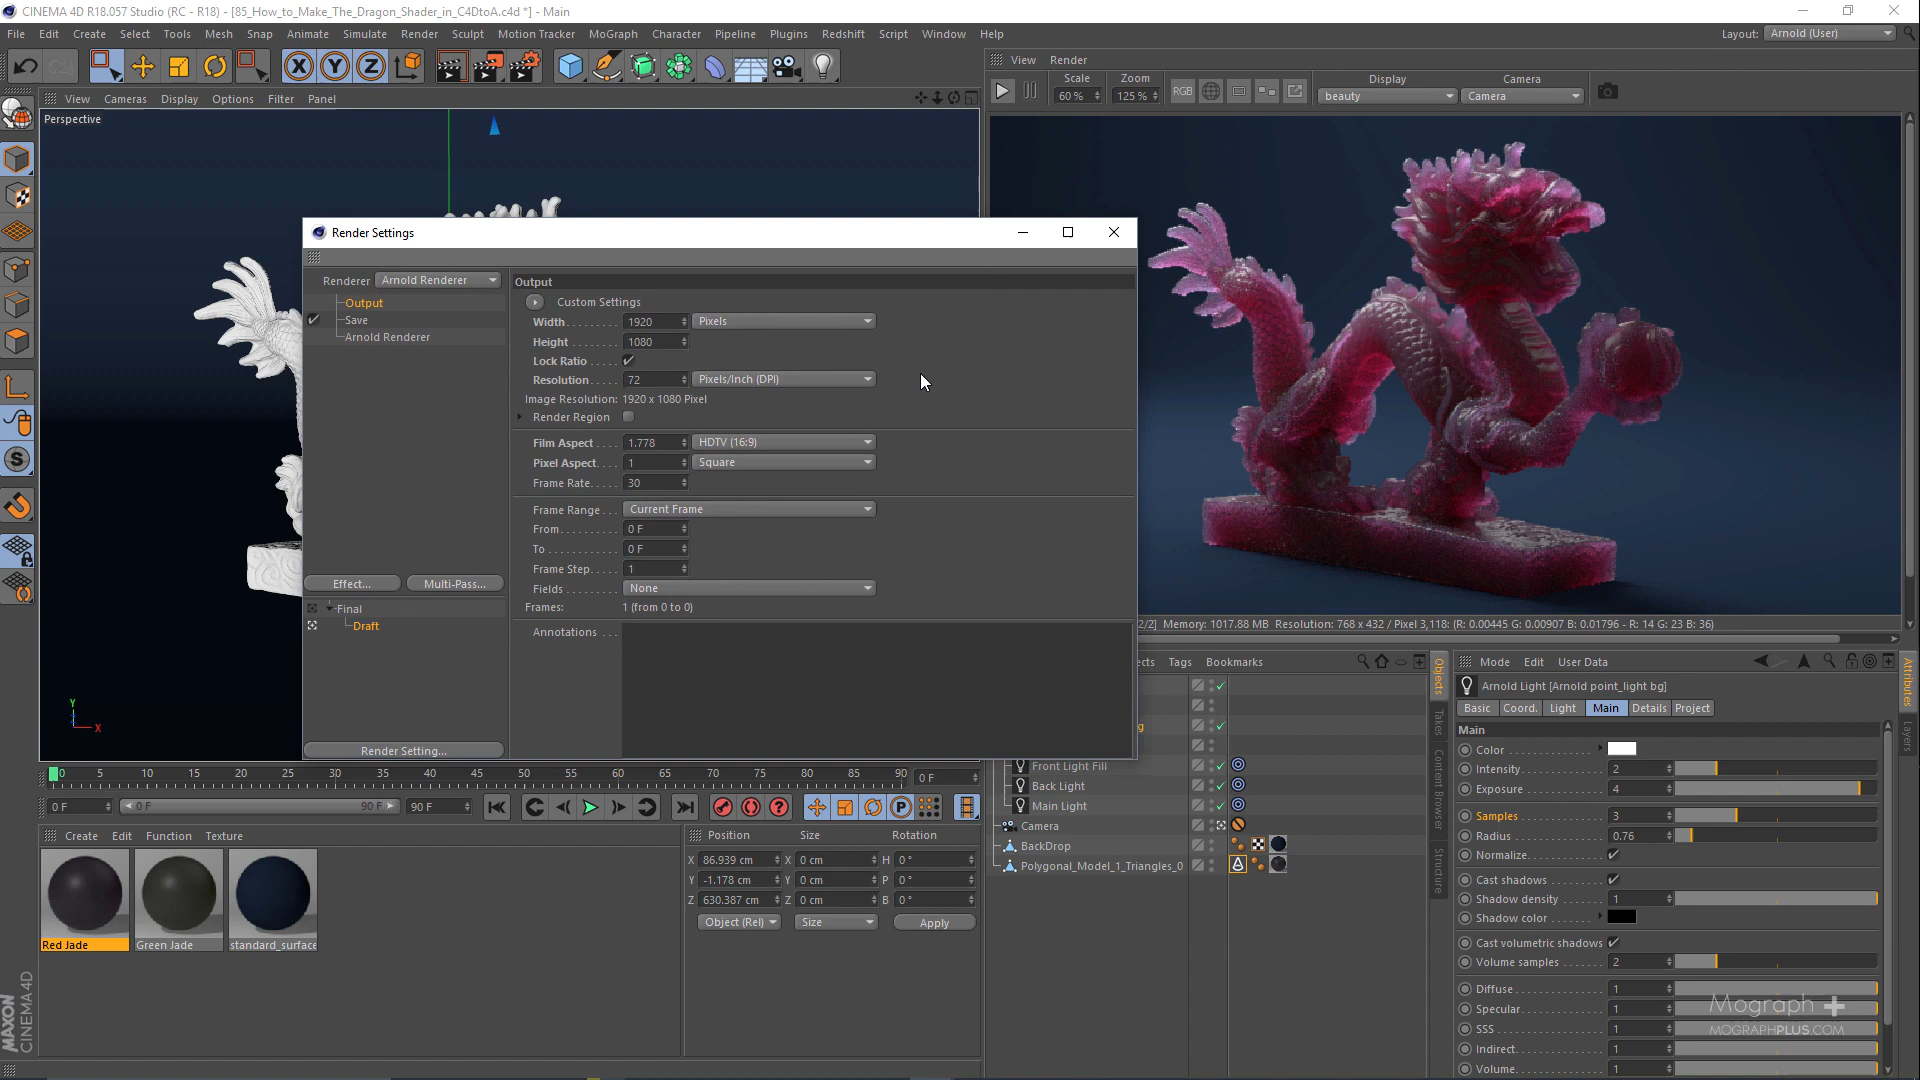 CINEMA 4D R18.057 Studio (RC - R18) - [85_How_to_Make_The_Dragon_Shader_in_C4DtoA.c4d *] - Main
File Edit Create Select Tools Mesh Snap Animate Simulate Render Sculpt Motion Tracker MoGraph Character Pipeline Plugins Redshift Script Window Help
Layout: Arnold (User)
X Y Z
View Cameras Display Options Filter Panel
Perspective
View Render
Scale Zoom Display Camera
60 % 125 % RGB beauty Camera
Render Settings
Renderer Arnold Renderer
Output
Save
Arnold Renderer
Effect... Multi-Pass...
Final
Draft
Render Setting...
Output
Custom Settings
Width 1920 Pixels
Height 1080
Lock Ratio
Resolution 72 Pixels/Inch (DPI)
Image Resolution: 1920 x 1080 Pixel
Render Region
Film Aspect 1.778 HDTV (16:9)
Pixel Aspect 1 Square
Frame Rate 30
Frame Range Current Frame
From 0 F
To 0 F
Frame Step 1
Fields None
Frames: 1 (from 0 to 0)
Annotations
2/2] Memory: 1017.88 MB Resolution: 768 x 432 / Pixel 3,118: (R: 0.00445 G: 0.00907 B: 0.01796 - R: 14 G: 23 B: 36)
Y
Z
X
0 5 10 15 20 25 30 35 40 45 50 55 60 65 70 75 80 85 90 0 F
0 F 0 F 90 F 90 F
Create Edit Function Texture
Red Jade Green Jade standard_surface
MAXON
CINEMA 4D
Position Size Rotation
X 86.939 cm X 0 cm H 0 °
Y -1.178 cm Y 0 cm P 0 °
Z 630.387 cm Z 0 cm B 0 °
Object (Rel) Size Apply
ects Tags Bookmarks
g
Front Light Fill
Back Light
Main Light
Camera
BackDrop
Polygonal_Model_1_Triangles_0
Objects
Takes
Content Browser
Structure
Mode Edit User Data
Arnold Light [Arnold point_light bg]
Basic Coord. Light Main Details Project
Main
Color
Intensity 2
Exposure 4
Samples 3
Radius 0.76
Normalize
Cast shadows
Shadow density 1
Shadow color
Cast volumetric shadows
Volume samples 2
Diffuse 1
Specular 1
SSS 1
Indirect 1
Volume 1
Attributes
Layers
Mograph +
MOGRAPHPLUS.COM